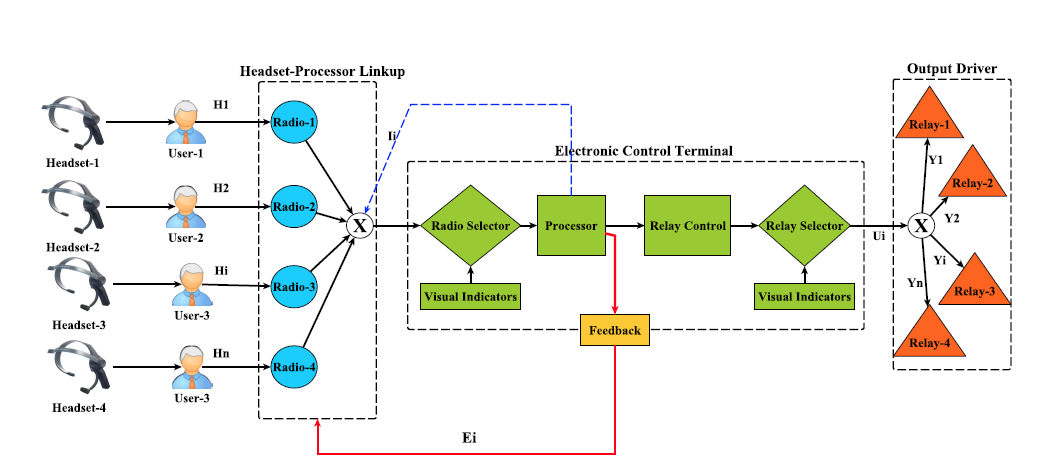 Headset-Processor Linkup
Output Driver
H1
Headset-1
User-1
Radio-1
Ii
Electronic Control Terminal
Relay-1
Y1
H2
Headset-2
User-2
Radio-2
X
Radio Selector
Processor
Relay Control
Relay Selector
Ui
X
Relay-2
Y2
Hi
Headset-3
User-3
Radio-3
Visual Indicators
Visual Indicators
Yi
Relay-3
Yn
Feedback
Relay-4
Hn
Headset-4
User-3
Radio-4
Ei